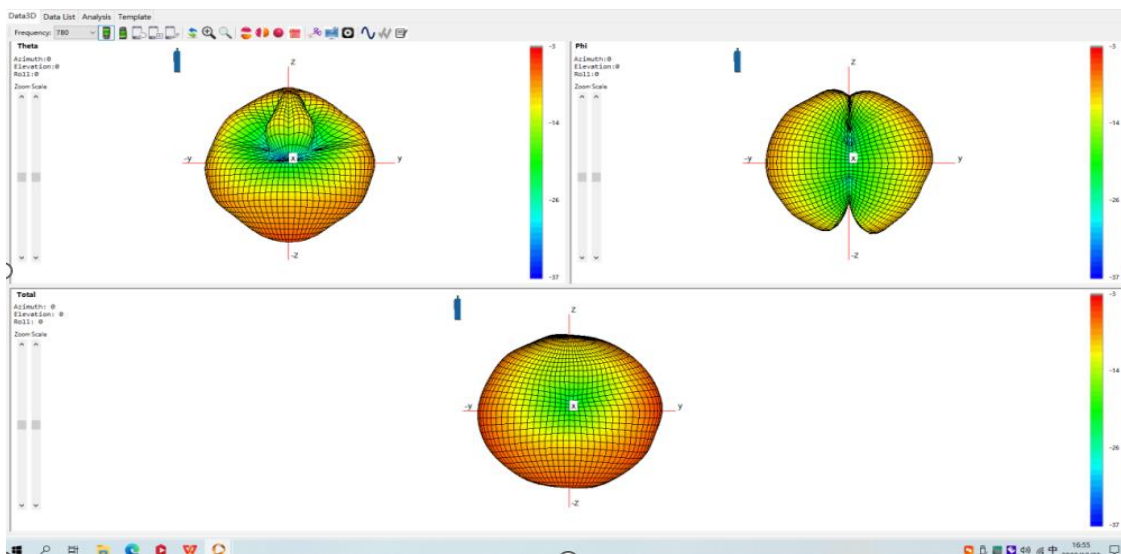 Data3D Data List Analysis Template
Frequency: 780
Theta
Azimuth:0
Elevation:0
Roll:0
Zoom Scale
z
-y
x
y
-z
-3
-14
-26
-37
Phi
Azimuth:0
Elevation:0
Roll:0
Zoom Scale
z
-y
x
y
-z
-3
-14
-26
-37
Total
Azimuth: 0
Elevation: 0
Roll: 0
Zoom Scale
z
-y
x
y
-z
-3
-14
-26
-37
中
16:55